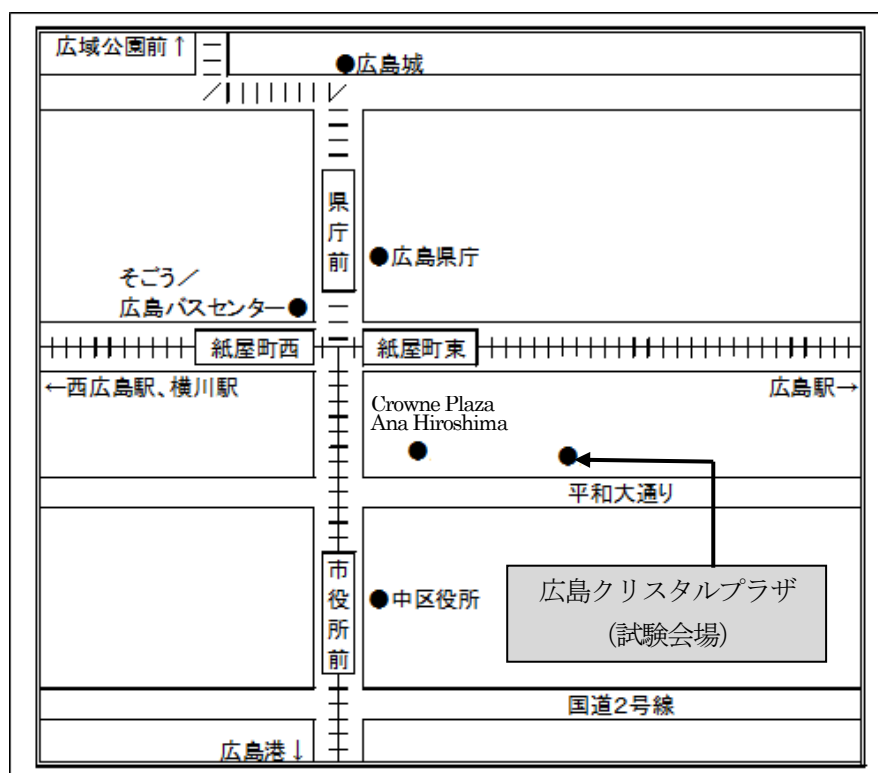 広域公園前↑
●広島城
県庁前
●広島県庁
そごう／
広島バスセンター●
紙屋町西
紙屋町東
←西広島駅、横川駅
広島駅→
Crowne Plaza
Ana Hiroshima
平和大通り
市役所前
●中区役所
広島クリスタルプラザ
(試験会場)
国道2号線
広島港↓